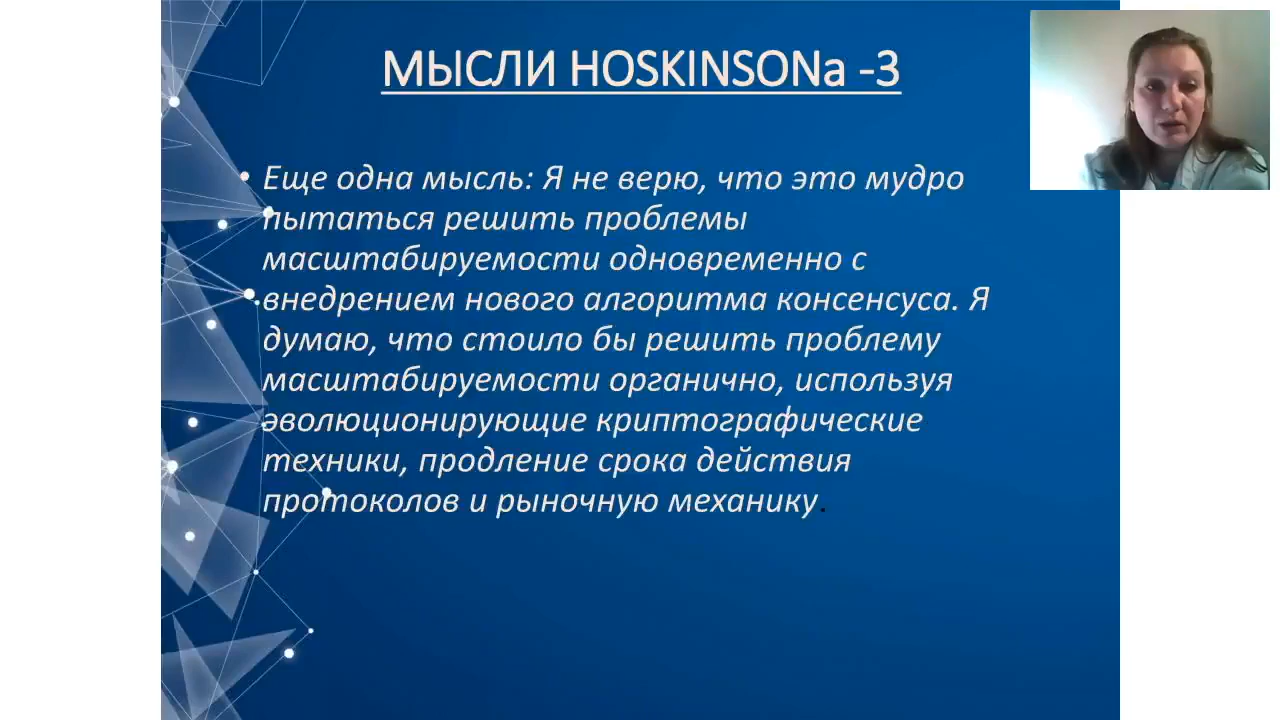 МЫСЛИ HOSKINSONа -3
• Еще одна мысль: Я не верю, что это мудро
пытаться решить проблемы
масштабируемости одновременно с
внедрением нового алгоритма консенсуса. Я
думаю, что стоило бы решить проблему
масштабируемости органично, используя
эволюционирующие криптографические
техники, продление срока действия
протоколов и рыночную механику.